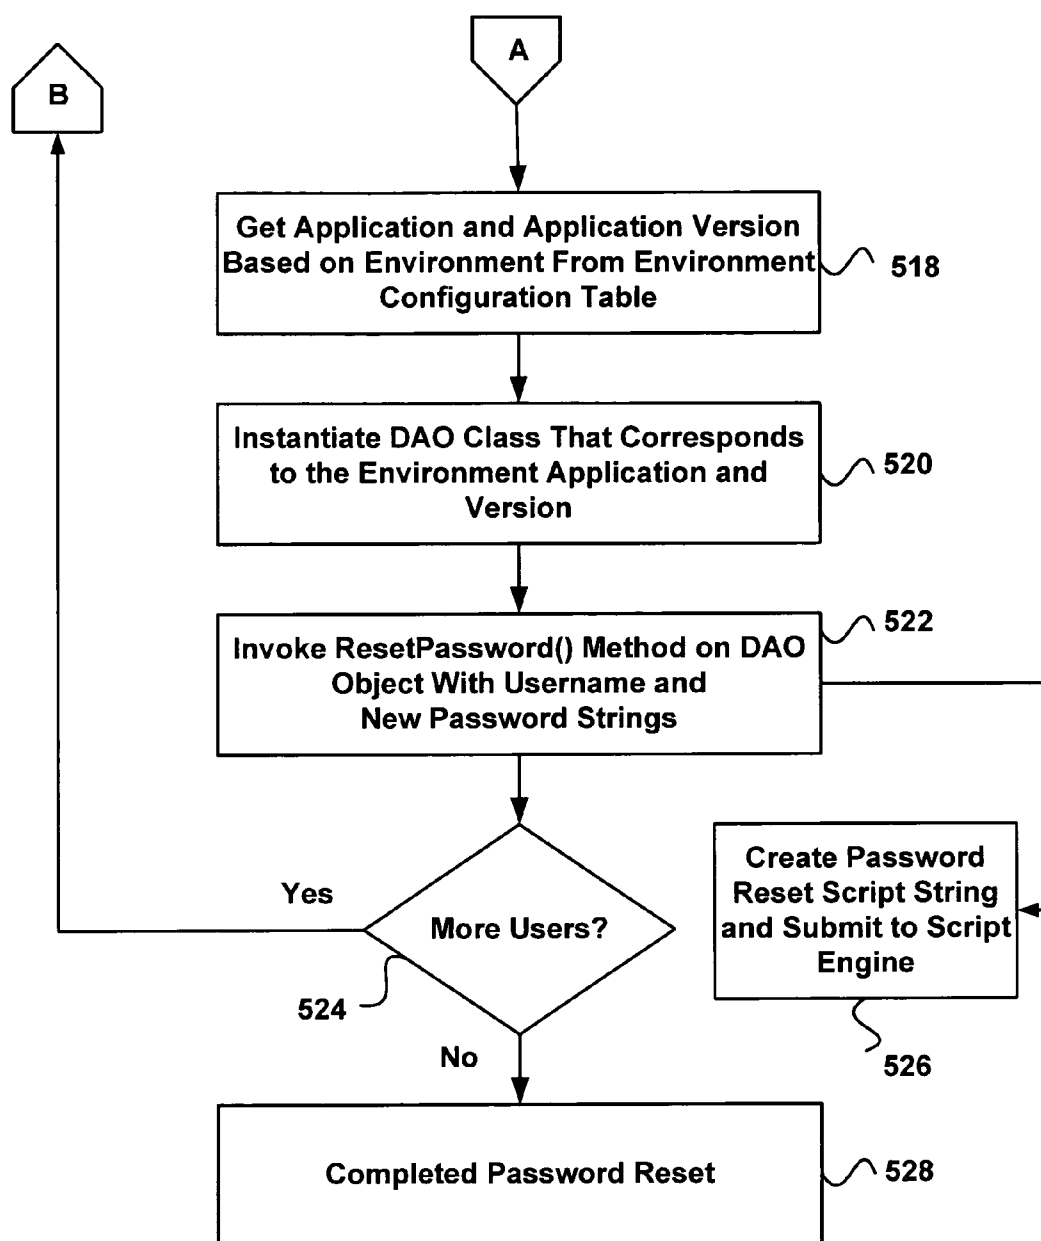 A
B
Get Application and Application Version
Based on Environment From Environment
Configuration Table
518
Instantiate DAO Class That Corresponds
to the Environment Application and
Version
520
Invoke ResetPassword() Method on DAO
Object With Username and
New Password Strings
522
Yes
More Users?
524
No
Create Password
Reset Script String
and Submit to Script
Engine
526
Completed Password Reset
528